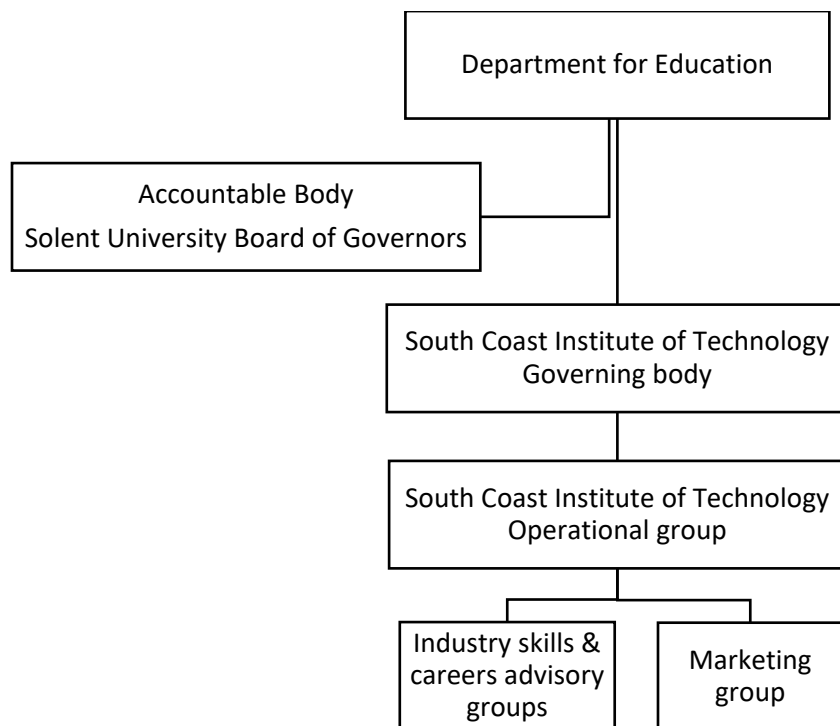 Department for Education
Accountable Body
Solent University Board of Governors
South Coast Institute of Technology
Governing body
South Coast Institute of Technology
Operational group
Industry skills &
careers advisory
groups
Marketing
group